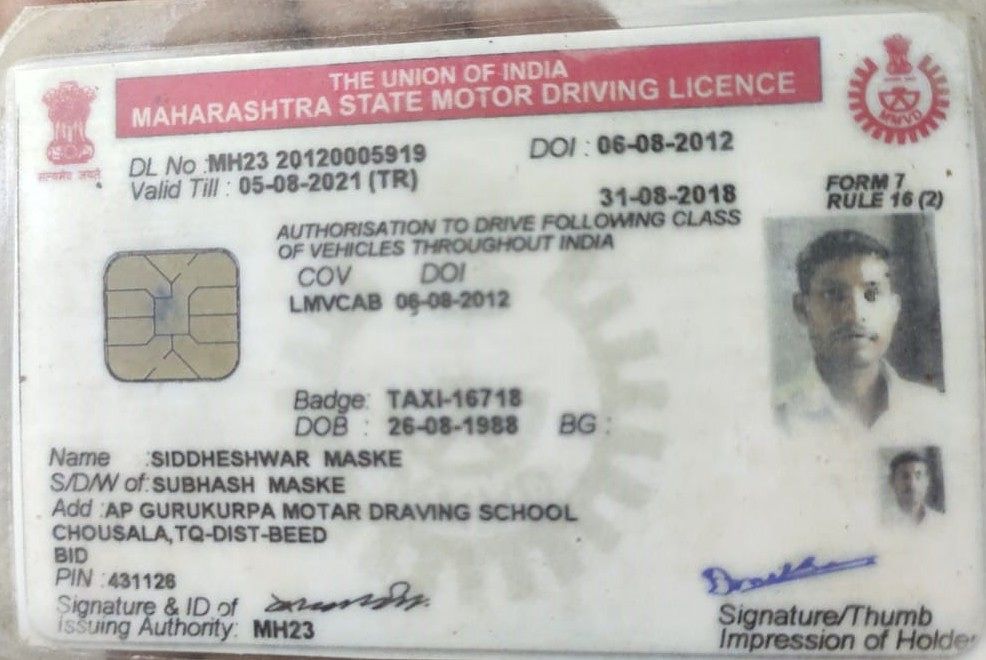 THE UNION OF INDIA
MAHARASHTRA STATE MOTOR DRIVING LICENCE
MMVD
सत्यमेव जयते
DL No :MH23 20120005919 DOI : 06-08-2012
Valid Till : 05-08-2021 (TR)
31-08-2018
FORM 7
RULE 16 (2)
AUTHORISATION TO DRIVE FOLLOWING CLASS
OF VEHICLES THROUGHOUT INDIA
COV DOI
LMVCAB 06-08-2012
Badge: TAXI-16718
DOB : 26-08-1988 BG :
Name :SIDDHESHWAR MASKE
S/D/W of:SUBHASH MASKE
Add :AP GURUKURPA MOTAR DRAVING SCHOOL
CHOUSALA,TQ-DIST-BEED
BID
PIN :431126
Signature & ID of
Issuing Authority: MH23
Signature/Thumb
Impression of Holder